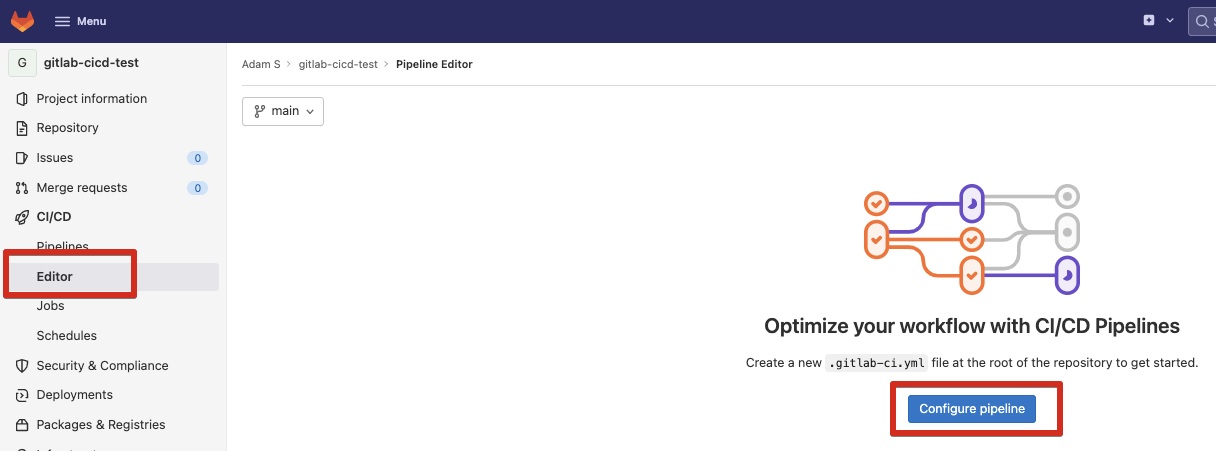 Menu
G gitlab-cicd-test
Project information
Repository
Issues 0
Merge requests 0
CI/CD
Pipelines
Editor
Jobs
Schedules
Security & Compliance
Deployments
Packages & Registries
Adam S > gitlab-cicd-test > Pipeline Editor
main
Optimize your workflow with CI/CD Pipelines
Create a new .gitlab-ci.yml file at the root of the repository to get started.
Configure pipeline